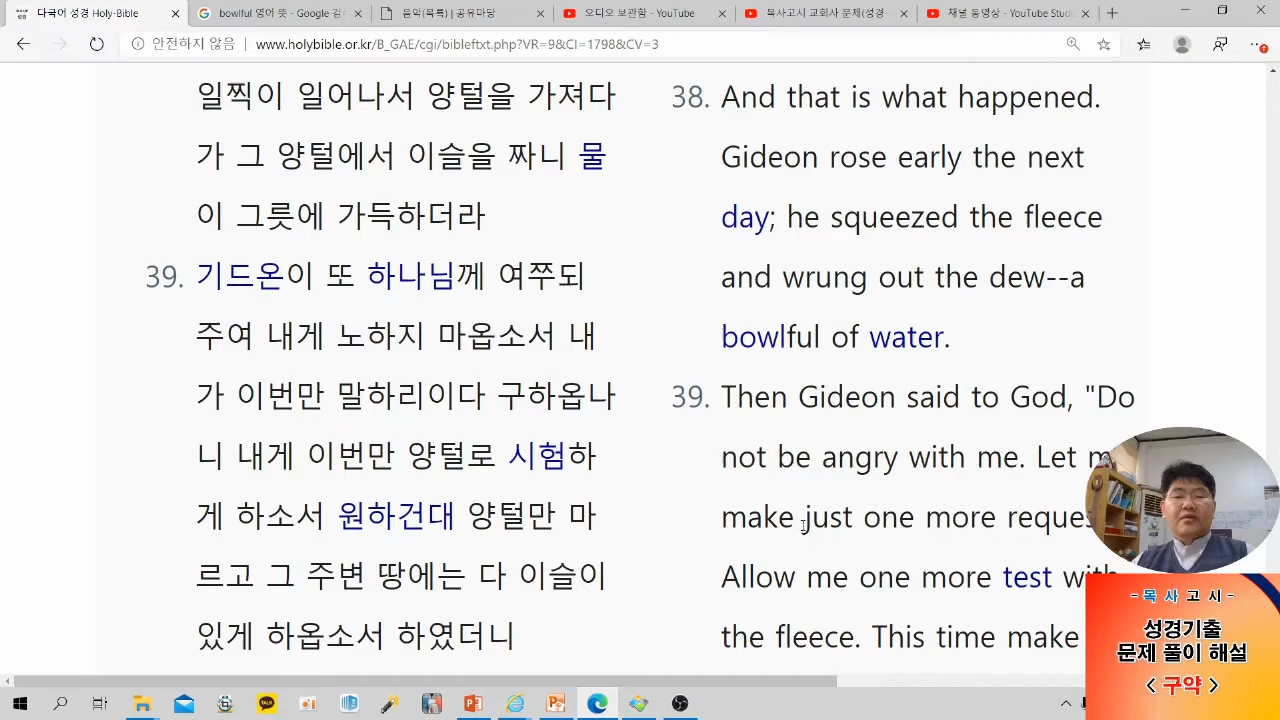 다국어 성경 Holy-Bible
bowlful 영어 뜻 - Google 검
음악(목록) | 공유마당
오디오 보관함 - YouTube
목사고시 교회사 문제(성경--
채널 동영상 - YouTube Stud
안전하지 않음 www.holybible.or.kr/B_GAE/cgi/bibleftxt.php?VR=9&CI=1798&CV=3
일찍이 일어나서 양털을 가져다
가 그 양털에서 이슬을 짜니 물
이 그릇에 가득하더라
39. 기드온이 또 하나님께 여쭈되
주여 내게 노하지 마옵소서 내
가 이번만 말하리이다 구하옵나
니 내게 이번만 양털로 시험하
게 하소서 원하건대 양털만 마
르고 그 주변 땅에는 다 이슬이
있게 하옵소서 하였더니
38. And that is what happened.
Gideon rose early the next
day; he squeezed the fleece
and wrung out the dew--a
bowlful of water.
39. Then Gideon said to God, "Do
not be angry with me. Let
make just one more reques
Allow me one more test with
the fleece. This time make
- 목 사 고 시 -
성경기출
문제 풀이 해설
< 구약 >